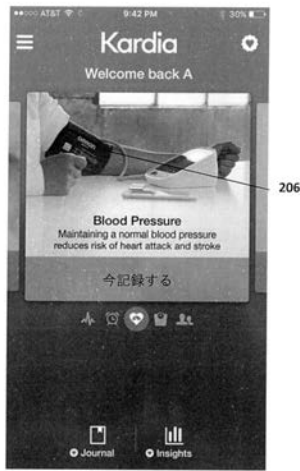 AT&T 9:42 PM 30%
Kardia
Welcome back A
206
Blood Pressure
Maintaining a normal blood pressure
reduces risk of heart attack and stroke
今記録する
Journal Insights